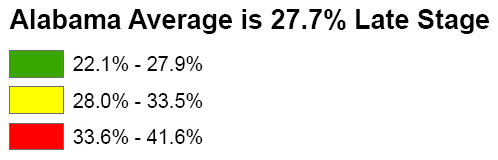 Alabama Average is 27.7% Late Stage
22.1% - 27.9%
28.0% - 33.5%
33.6% - 41.6%